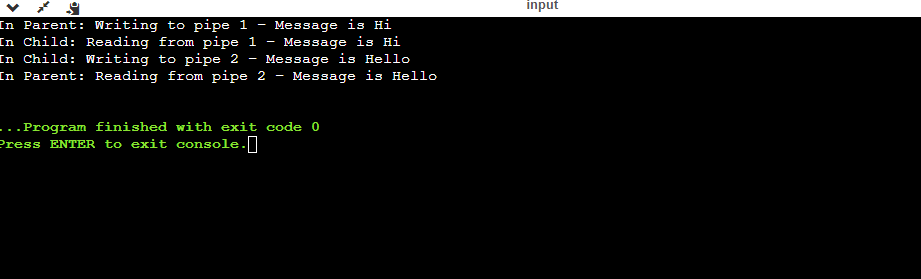 input
In Parent: Writing to pipe 1 – Message is Hi
In Child: Reading from pipe 1 – Message is Hi
In Child: Writing to pipe 2 – Message is Hello
In Parent: Reading from pipe 2 – Message is Hello
...Program finished with exit code 0
Press ENTER to exit console.